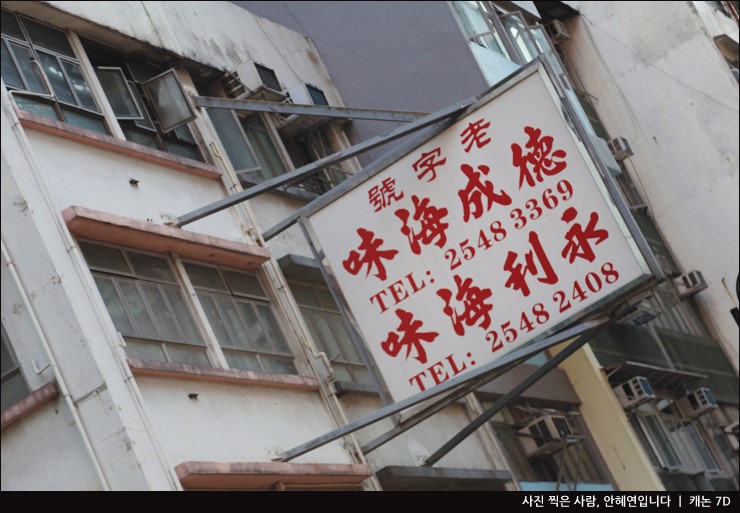 老字號
德成海味
TEL: 2548 3369
永利海味
TEL: 2548 2408
사진 찍은 사람, 안혜연입니다 | 캐논 7D